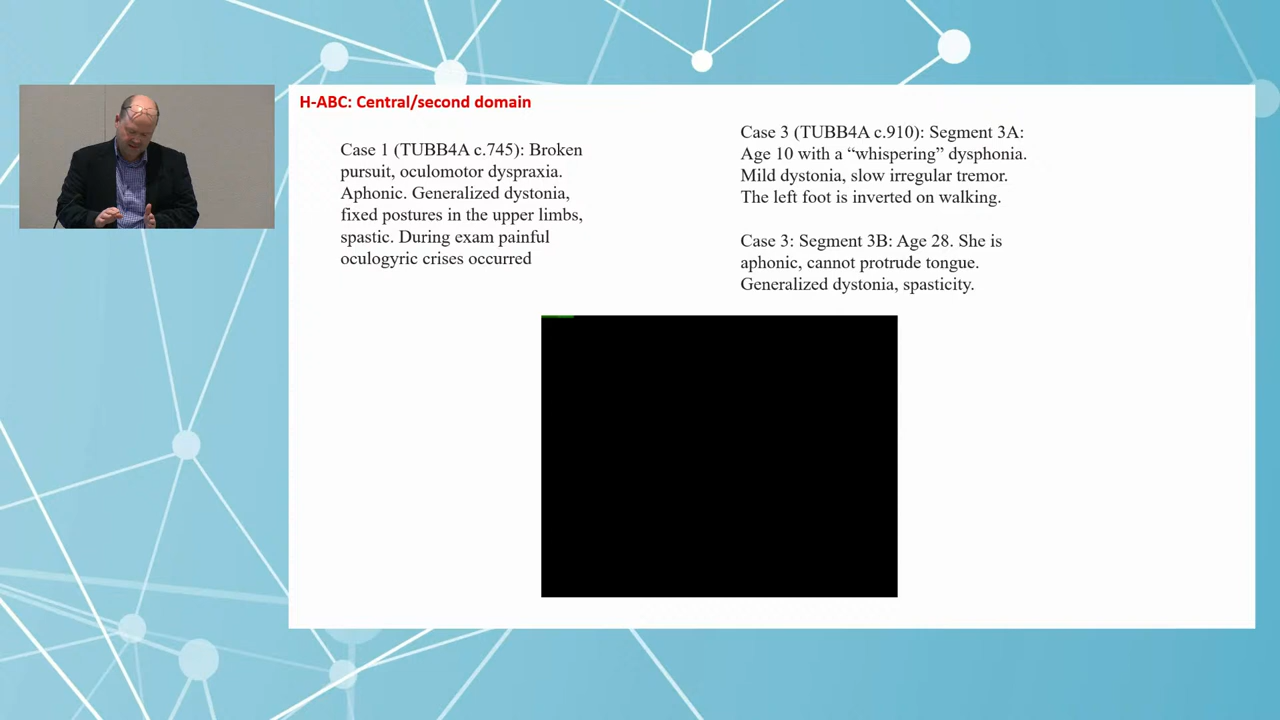 H-ABC: Central/second domain
Case 1 (TUBB4A c.745): Broken
pursuit, oculomotor dyspraxia.
Aphonic. Generalized dystonia,
fixed postures in the upper limbs,
spastic. During exam painful
oculogyric crises occurred
Case 3 (TUBB4A c.910): Segment 3A:
Age 10 with a “whispering” dysphonia.
Mild dystonia, slow irregular tremor.
The left foot is inverted on walking.
Case 3: Segment 3B: Age 28. She is
aphonic, cannot protrude tongue.
Generalized dystonia, spasticity.